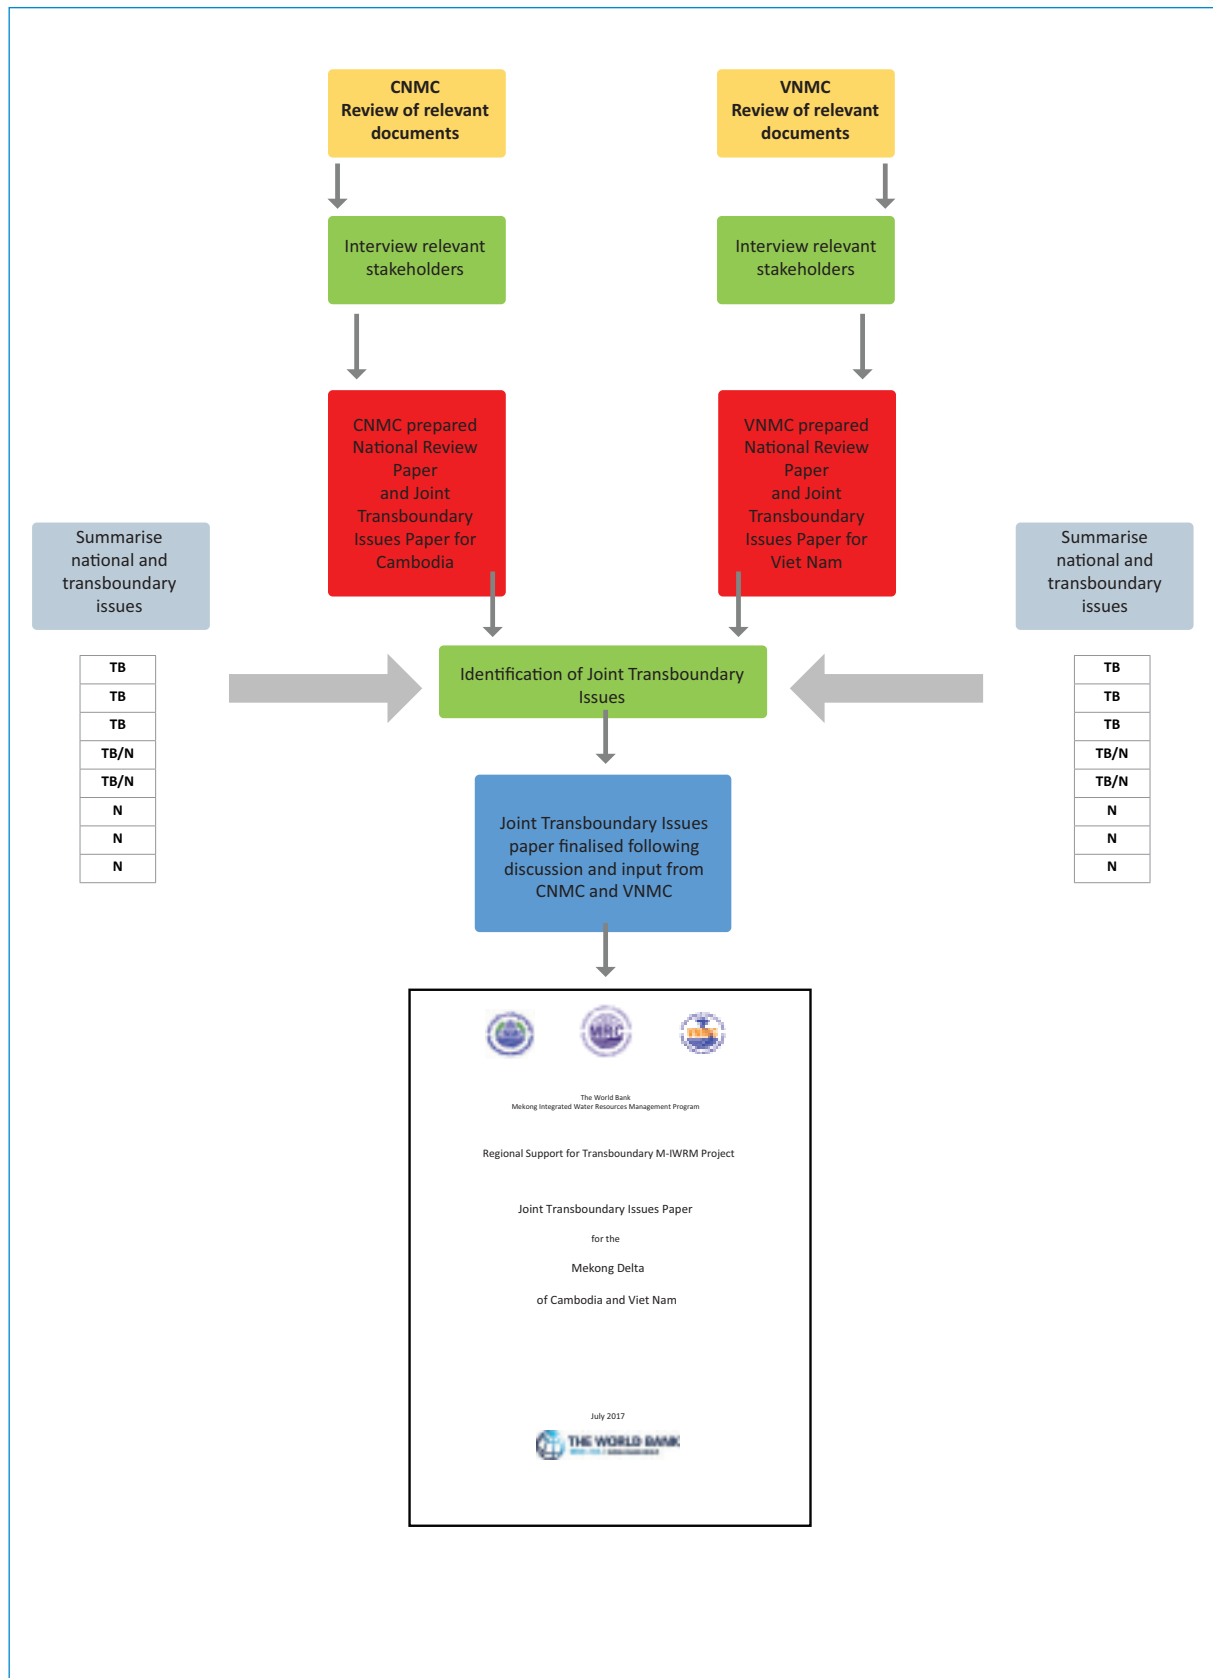 CNMC
Review of relevant
documents
VNMC
Review of relevant
documents
Interview relevant
stakeholders
Interview relevant
stakeholders
CNMC prepared
National Review
Paper
and Joint
Transboundary
Issues Paper for
Cambodia
VNMC prepared
National Review
Paper
and Joint
Transboundary
Issues Paper for
Viet Nam
Summarise
national and
transboundary
issues
Summarise
national and
transboundary
issues
TB
TB
TB
TB/N
TB/N
N
N
N
Identification of Joint Transboundary
Issues
TB
TB
TB
TB/N
TB/N
N
N
N
Joint Transboundary Issues
paper finalised following
discussion and input from
CNMC and VNMC
MRC
VNMC
The World Bank
Mekong Integrated Water Resources Management Program
Regional Support for Transboundary M-IWRM Project
Joint Transboundary Issues Paper
for the
Mekong Delta
of Cambodia and Viet Nam
July 2017
THE WORLD BANK